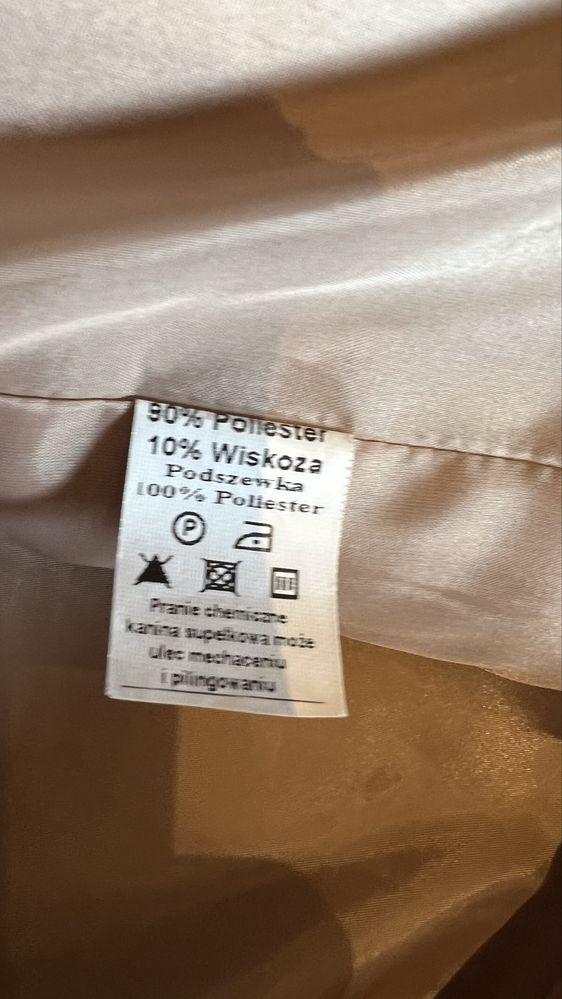 90% Poliester
10% Wiskoza
Podszewka
100% Poliester
P
Pranie chemiczne
kanina supełkowa może
ulec mechaceniu
i pilingowaniu